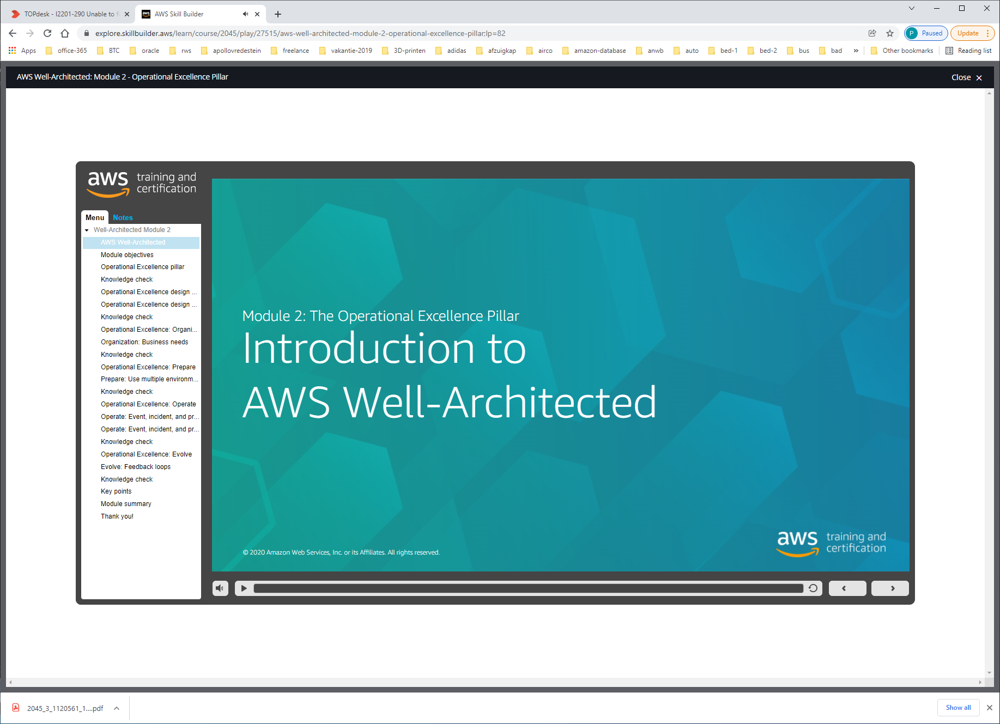 TOPdesk - I2201-290 Unable to f
AWS Skill Builder
explore.skillbuilder.aws/learn/course/2045/play/27515/aws-well-architected-module-2-operational-excellence-pillar;lp=82
P Paused
Update
Apps office-365 BTC oracle rws apollovredestein freelance vakantie-2019 3D-printen adidas afzuigkap airco amazon-database anwb auto bed-1 bed-2 bus bad » Other bookmarks Reading list
AWS Well-Architected: Module 2 - Operational Excellence Pillar
Close
aws training and
certification
Menu Notes
Well-Architected Module 2
AWS Well-Architected
Module objectives
Operational Excellence pillar
Knowledge check
Operational Excellence design ...
Operational Excellence design ...
Knowledge check
Operational Excellence: Organi...
Organization: Business needs
Knowledge check
Operational Excellence: Prepare
Prepare: Use multiple environm...
Knowledge check
Operational Excellence: Operate
Operate: Event, incident, and pr...
Operate: Event, incident, and pr...
Knowledge check
Operational Excellence: Evolve
Evolve: Feedback loops
Knowledge check
Key points
Module summary
Thank you!
Module 2: The Operational Excellence Pillar
Introduction to
AWS Well-Architected
© 2020 Amazon Web Services, Inc. or its Affiliates. All rights reserved.
aws training and
certification
2045_3_1120561_1....pdf
Show all